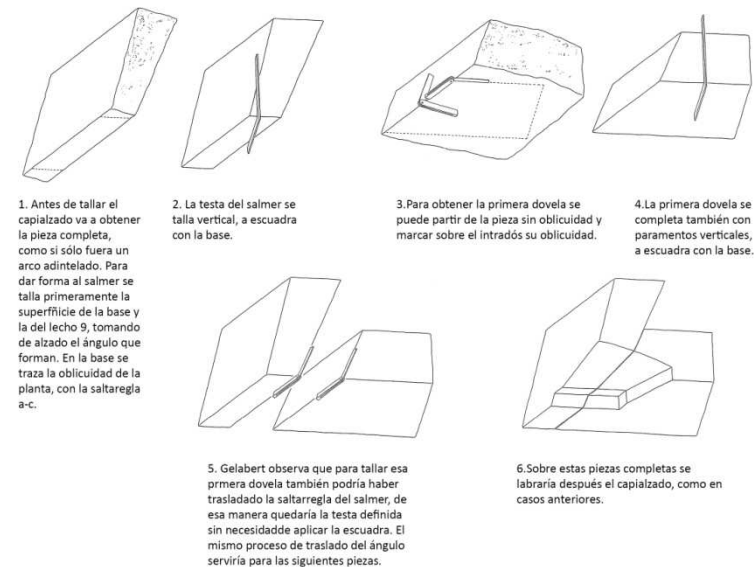 1. Antes de tallar el
capialzado va a obtener
la pieza completa,
como si sólo fuera un
arco adintelado. Para
dar forma al salmer se
talla primeramente la
superfñicie de la base y
la del lecho 9, tomando
de alzado el ángulo que
forman. En la base se
traza la oblicuidad de la
planta, con la saltaregla
a-c.
2. La testa del salmer se
talla vertical, a escuadra
con la base.
3.Para obtener la primera dovela se
puede partir de la pieza sin oblicuidad y
marcar sobre el intradós su oblicuidad.
4.La primera dovela se
completa también con
paramentos verticales,
a escuadra con la base.
5. Gelabert observa que para tallar esa
prmera dovela también podría haber
trasladado la saltarregla del salmer, de
esa manera quedaría la testa definida
sin necesidadde aplicar la escuadra. El
mismo proceso de traslado del ángulo
serviría para las siguientes piezas.
6.Sobre estas piezas completas se
labraría después el capialzado, como en
casos anteriores.